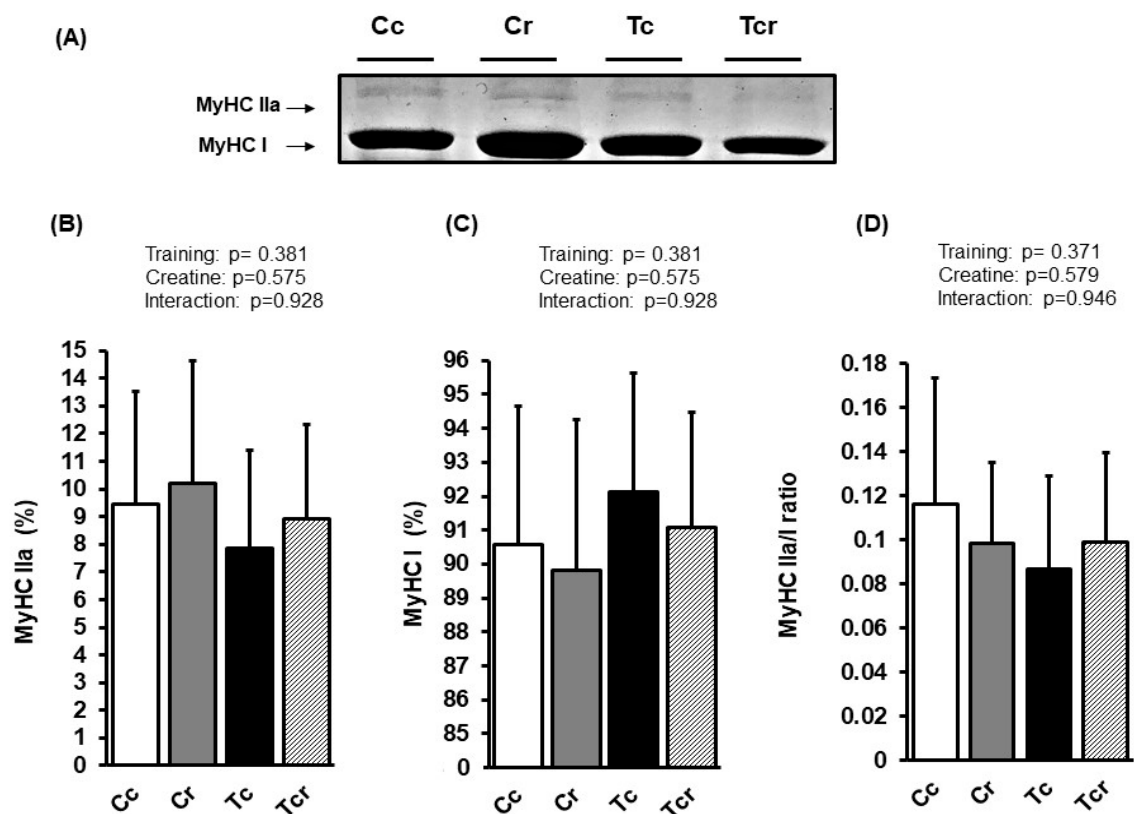 (A)
Cc Cr Tc Tcr
MyHC IIa
MyHC I
(B)
Training: p= 0.381
Creatine: p=0.575
Interaction: p=0.928
MyHC IIa (%)
15
14
13
12
11
10
9
8
7
6
5
4
3
2
1
0
Cc Cr Tc Tcr
(C)
Training: p= 0.381
Creatine: p=0.575
Interaction: p=0.928
MyHC I (%)
96
95
94
93
92
91
90
89
88
87
86
85
0
Cc Cr Tc Tcr
(D)
Training: p= 0.371
Creatine: p=0.579
Interaction: p=0.946
MyHC IIa/I ratio
0.18
0.16
0.14
0.12
0.1
0.08
0.06
0.04
0.02
0
Cc Cr Tc Tcr